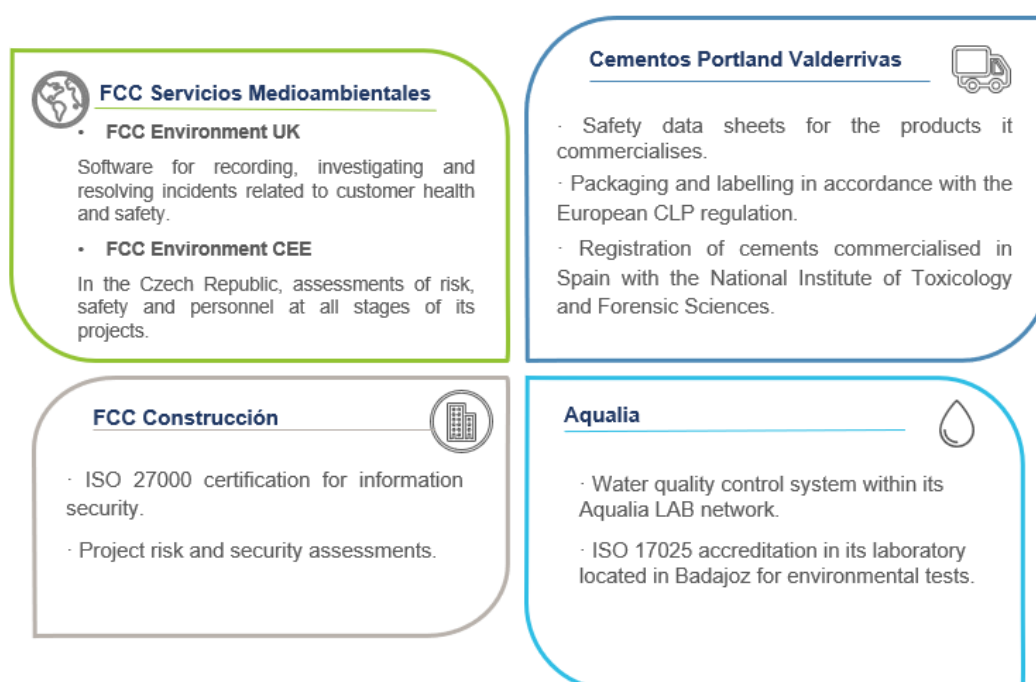 FCC Servicios Medioambientales
• FCC Environment UK
Software for recording, investigating and
resolving incidents related to customer health
and safety.
• FCC Environment CEE
In the Czech Republic, assessments of risk,
safety and personnel at all stages of its
projects.
Cementos Portland Valderrivas
· Safety data sheets for the products it
commercialises.
· Packaging and labelling in accordance with the
European CLP regulation.
· Registration of cements commercialised in
Spain with the National Institute of Toxicology
and Forensic Sciences.
FCC Construcción
· ISO 27000 certification for information
security.
· Project risk and security assessments.
Aqualia
· Water quality control system within its
Aqualia LAB network.
· ISO 17025 accreditation in its laboratory
located in Badajoz for environmental tests.